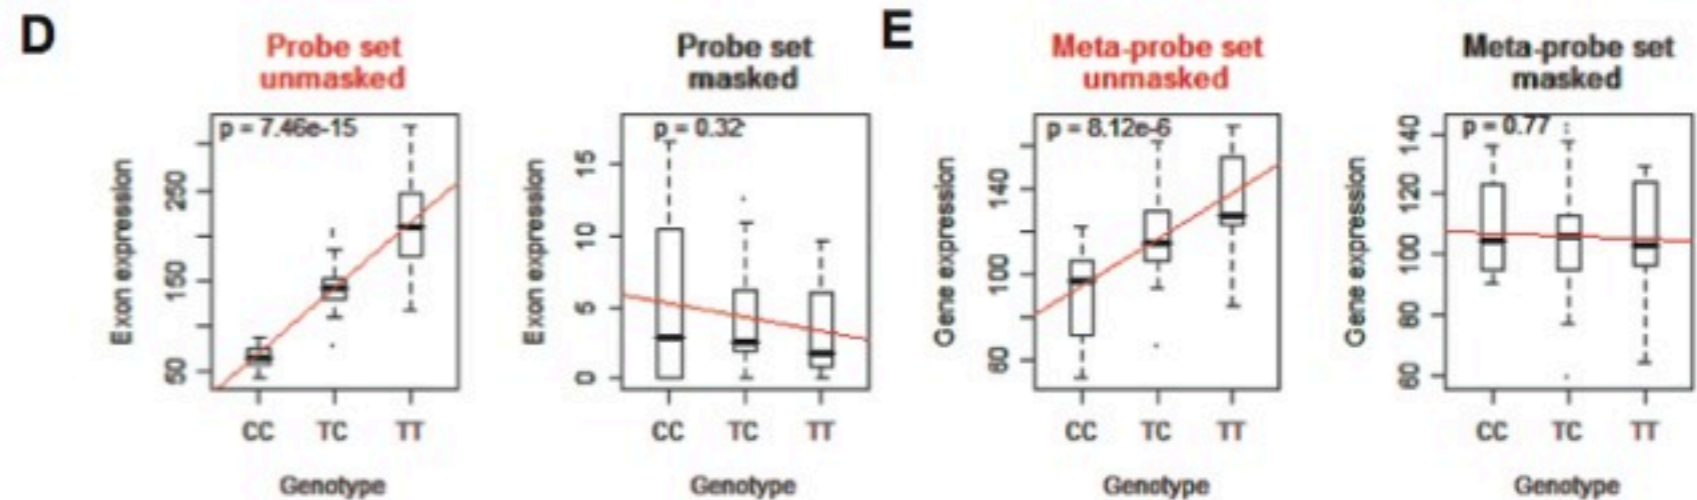 D
Probe set
unmasked
p = 7.46e-15
Exon expression
50
150
250
CC
TC
TT
Genotype
Probe set
masked
p = 0.32
Exon expression
0
5
10
15
CC
TC
TT
Genotype
E
Meta-probe set
unmasked
p = 8.12e-6
Gene expression
60
100
140
CC
TC
TT
Genotype
Meta-probe set
masked
p = 0.77
Gene expression
60
80
100
120
140
CC
TC
TT
Genotype